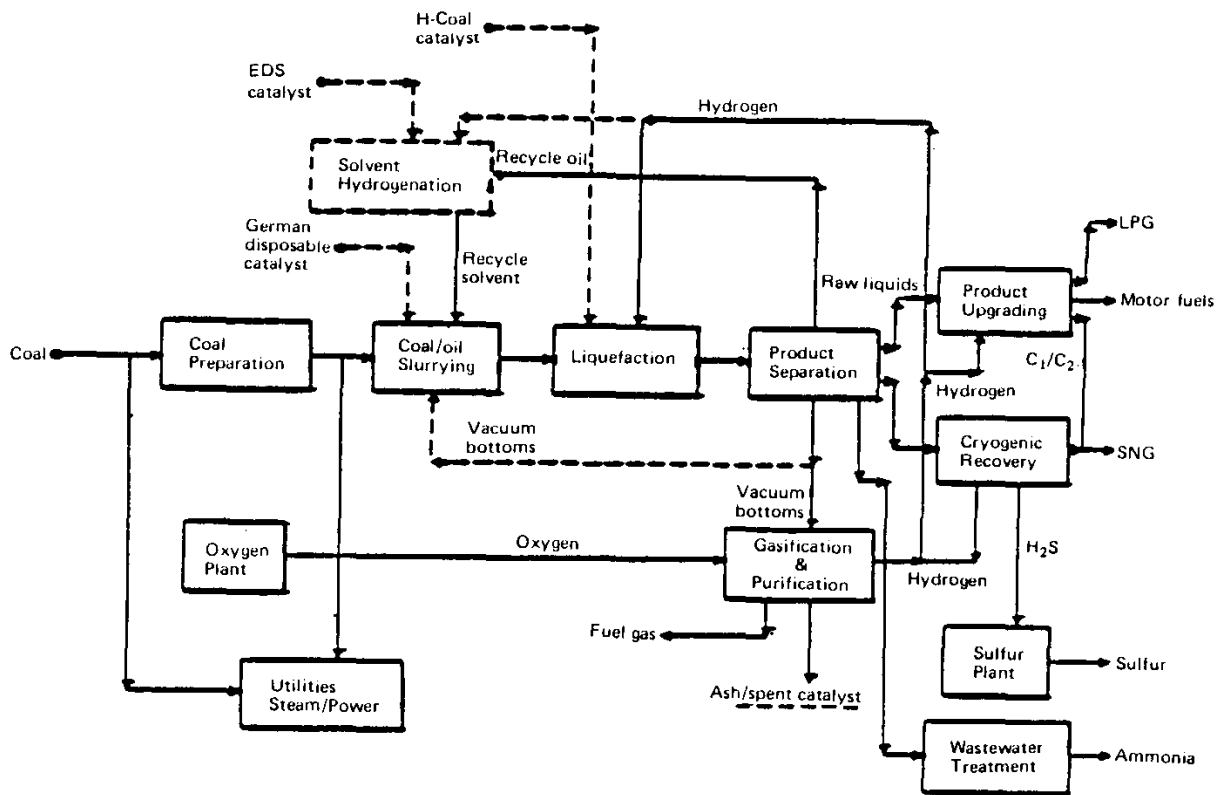 H-Coal
catalyst
EDS
catalyst
Hydrogen
Solvent
Hydrogenation
Recycle oil
German
disposable
catalyst
Recycle
solvent
LPG
Raw liquids
Product
Upgrading
Motor fuels
Coal
Coal
Preparation
Coal/oil
Slurrying
Liquefaction
Product
Separation
C₁/C₂
Hydrogen
Vacuum
bottoms
Cryogenic
Recovery
SNG
Vacuum
bottoms
Oxygen
Plant
Oxygen
Gasification
&
Purification
Hydrogen
H₂S
Fuel gas
Sulfur
Plant
Sulfur
Utilities
Steam/Power
Ash/spent catalyst
Wastewater
Treatment
Ammonia